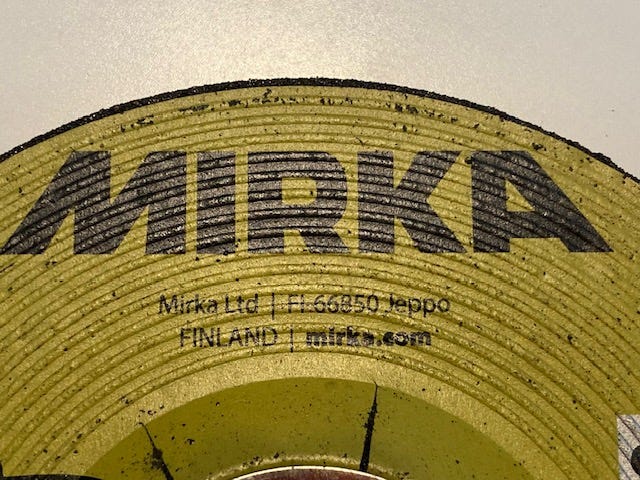 MIRKA
Mirka Ltd | FI-66850 Jeppo
FINLAND | mirka.com